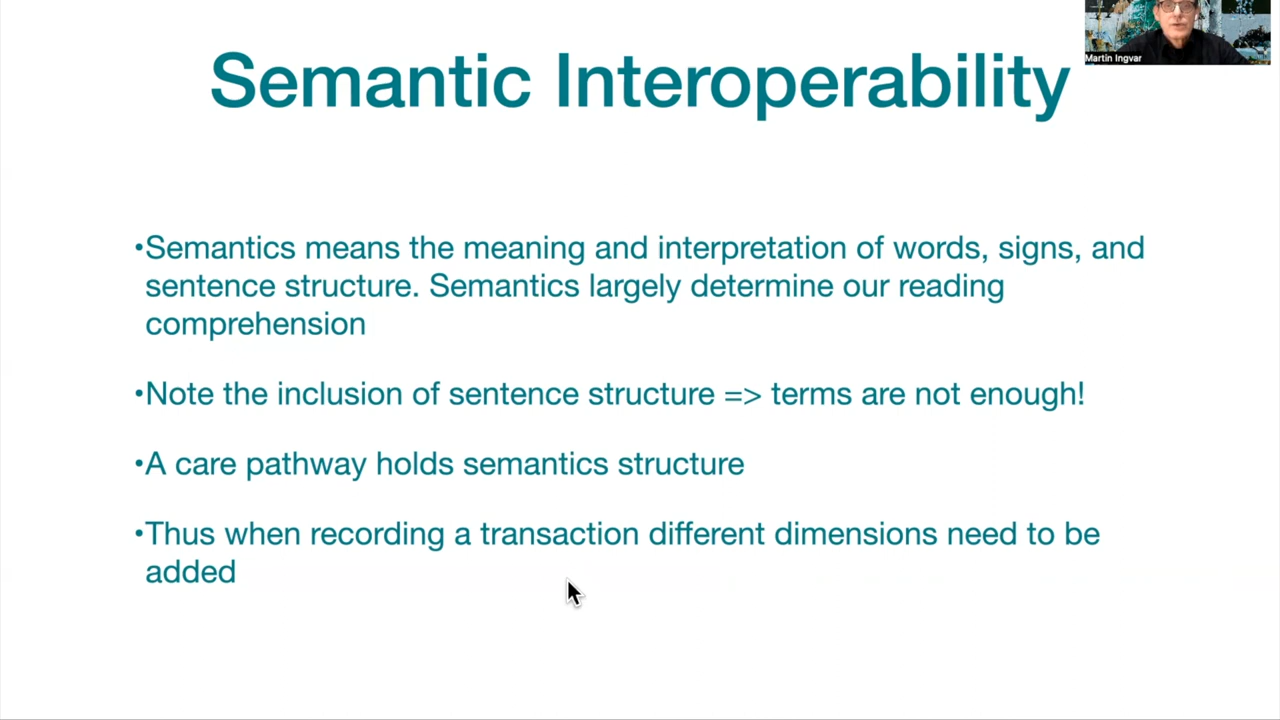 Martin Ingvar
Semantic Interoperability
•Semantics means the meaning and interpretation of words, signs, and
sentence structure. Semantics largely determine our reading
comprehension
•Note the inclusion of sentence structure => terms are not enough!
•A care pathway holds semantics structure
•Thus when recording a transaction different dimensions need to be
added